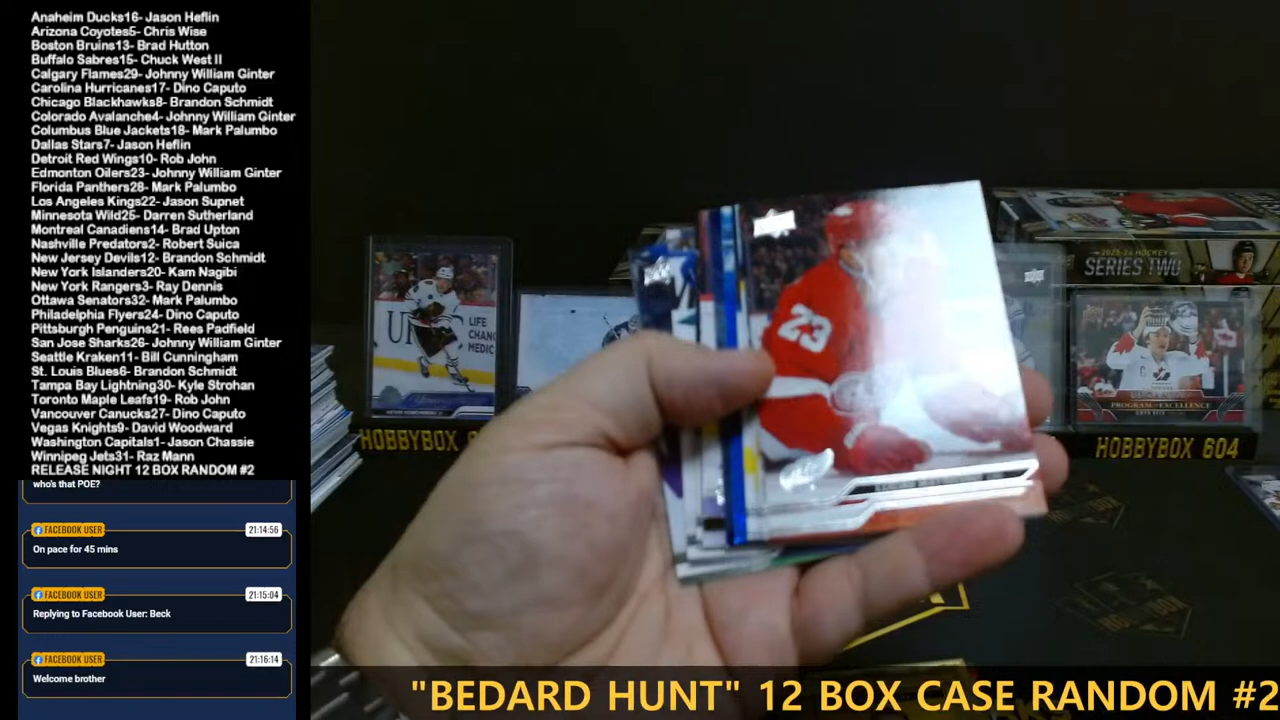 Anaheim Ducks16- Jason Heflin
Arizona Coyotes5- Chris Wise
Boston Bruins13- Brad Hutton
Buffalo Sabres15- Chuck West II
Calgary Flames29- Johnny William Ginter
Carolina Hurricanes17- Dino Caputo
Chicago Blackhawks8- Brandon Schmidt
Colorado Avalanche4- Johnny William Ginter
Columbus Blue Jackets18- Mark Palumbo
Dallas Stars7- Jason Heflin
Detroit Red Wings10- Rob John
Edmonton Oilers23- Johnny William Ginter
Florida Panthers28- Mark Palumbo
Los Angeles Kings22- Jason Supnet
Minnesota Wild25- Darren Sutherland
Montreal Canadiens14- Brad Upton
Nashville Predators2- Robert Suica
New Jersey Devils12- Brandon Schmidt
New York Islanders20- Kam Nagibi
New York Rangers3- Ray Dennis
Ottawa Senators32- Mark Palumbo
Philadelphia Flyers24- Dino Caputo
Pittsburgh Penguins21- Rees Padfield
San Jose Sharks26- Johnny William Ginter
Seattle Kraken11- Bill Cunningham
St. Louis Blues6- Brandon Schmidt
Tampa Bay Lightning30- Kyle Strohan
Toronto Maple Leafs19- Rob John
Vancouver Canucks27- Dino Caputo
Vegas Knights9- David Woodward
Washington Capitals1- Jason Chassie
Winnipeg Jets31- Raz Mann
RELEASE NIGHT 12 BOX RANDOM #2
who's that POE?
FACEBOOK USER 21:14:56
On pace for 45 mins
FACEBOOK USER 21:15:04
Replying to Facebook User: Beck
FACEBOOK USER 21:16:14
Welcome brother
23
2023-24 HOCKEY
SERIES TWO
LIFE
CHANG
MEDIC
PROGRAM OF EXCELLENCE
HOBBYBOX
HOBBYBOX 604
"BEDARD HUNT" 12 BOX CASE RANDOM #2